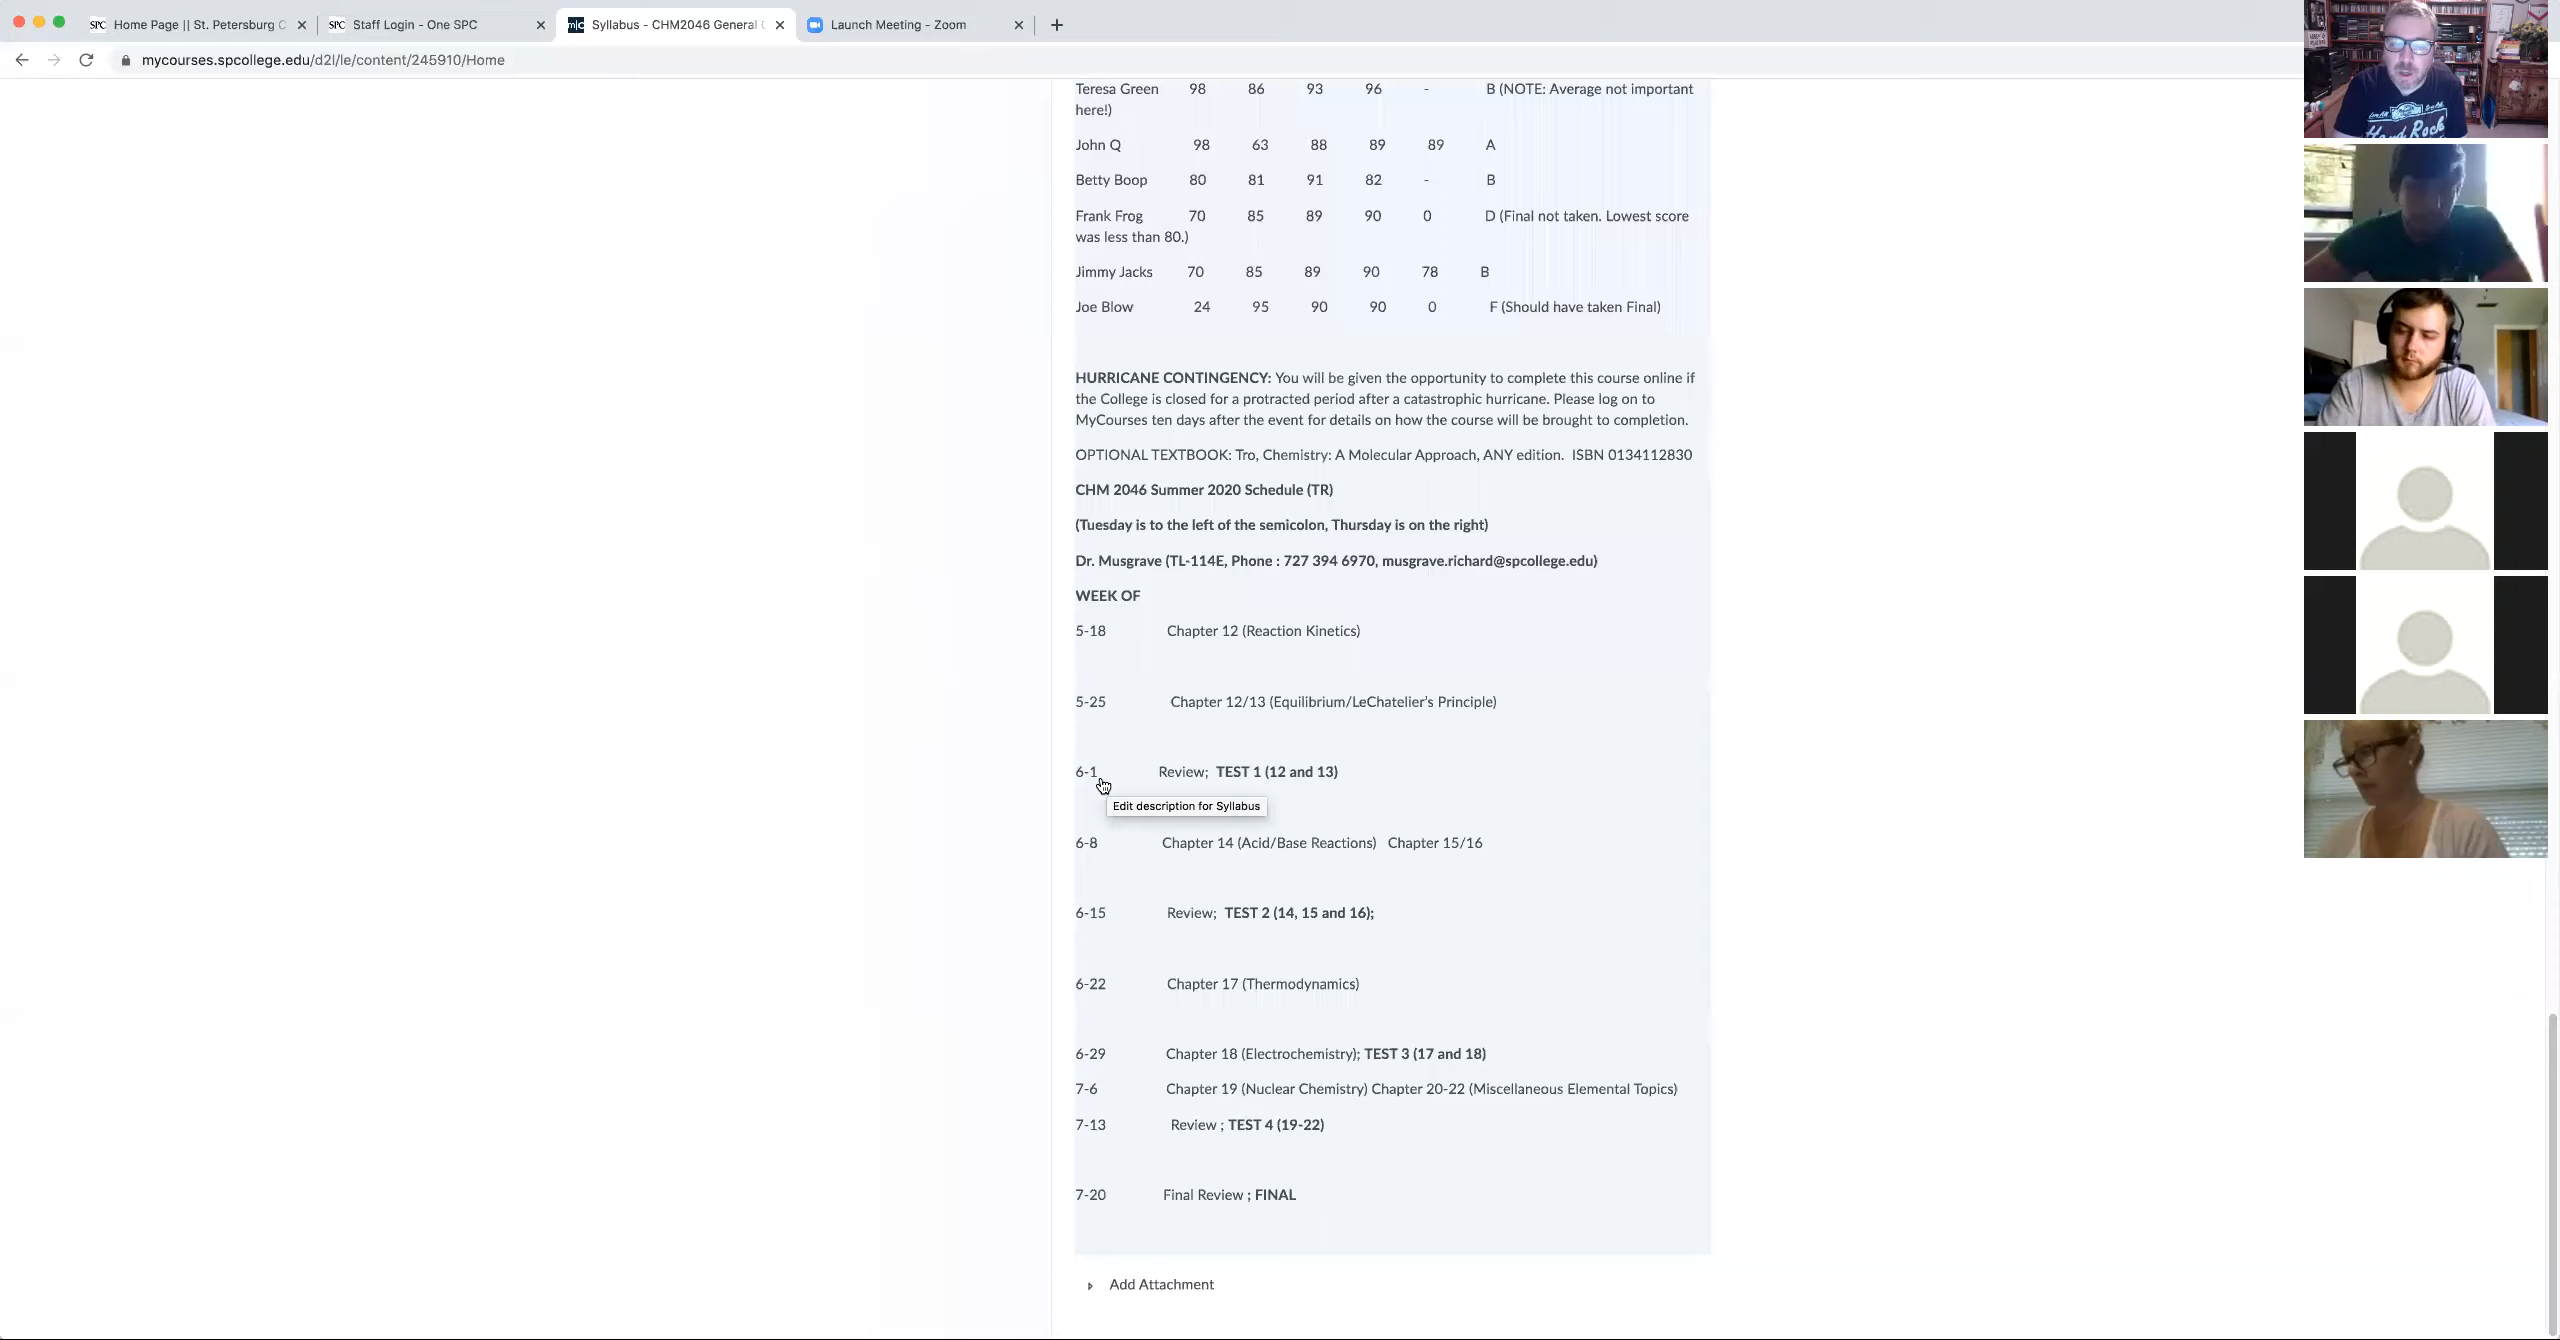 Home Page || St. Petersburg C
Staff Login - One SPC
Syllabus - CHM2046 General
Launch Meeting - Zoom
mycourses.spcollege.edu/d2l/le/content/245910/Home
Teresa Green 98 86 93 96 - B (NOTE: Average not important
here!)
John Q 98 63 88 89 89 A
Betty Boop 80 81 91 82 - B
Frank Frog 70 85 89 90 0 D (Final not taken. Lowest score
was less than 80.)
Jimmy Jacks 70 85 89 90 78 B
Joe Blow 24 95 90 90 0 F (Should have taken Final)
HURRICANE CONTINGENCY: You will be given the opportunity to complete this course online if
the College is closed for a protracted period after a catastrophic hurricane. Please log on to
MyCourses ten days after the event for details on how the course will be brought to completion.
OPTIONAL TEXTBOOK: Tro, Chemistry: A Molecular Approach, ANY edition. ISBN 0134112830
CHM 2046 Summer 2020 Schedule (TR)
(Tuesday is to the left of the semicolon, Thursday is on the right)
Dr. Musgrave (TL-114E, Phone : 727 394 6970, musgrave.richard@spcollege.edu)
WEEK OF
5-18 Chapter 12 (Reaction Kinetics)
5-25 Chapter 12/13 (Equilibrium/LeChatelier's Principle)
6-1 Review; TEST 1 (12 and 13)
Edit description for Syllabus
6-8 Chapter 14 (Acid/Base Reactions) Chapter 15/16
6-15 Review; TEST 2 (14, 15 and 16);
6-22 Chapter 17 (Thermodynamics)
6-29 Chapter 18 (Electrochemistry); TEST 3 (17 and 18)
7-6 Chapter 19 (Nuclear Chemistry) Chapter 20-22 (Miscellaneous Elemental Topics)
7-13 Review ; TEST 4 (19-22)
7-20 Final Review ; FINAL
Add Attachment
Hard Rock